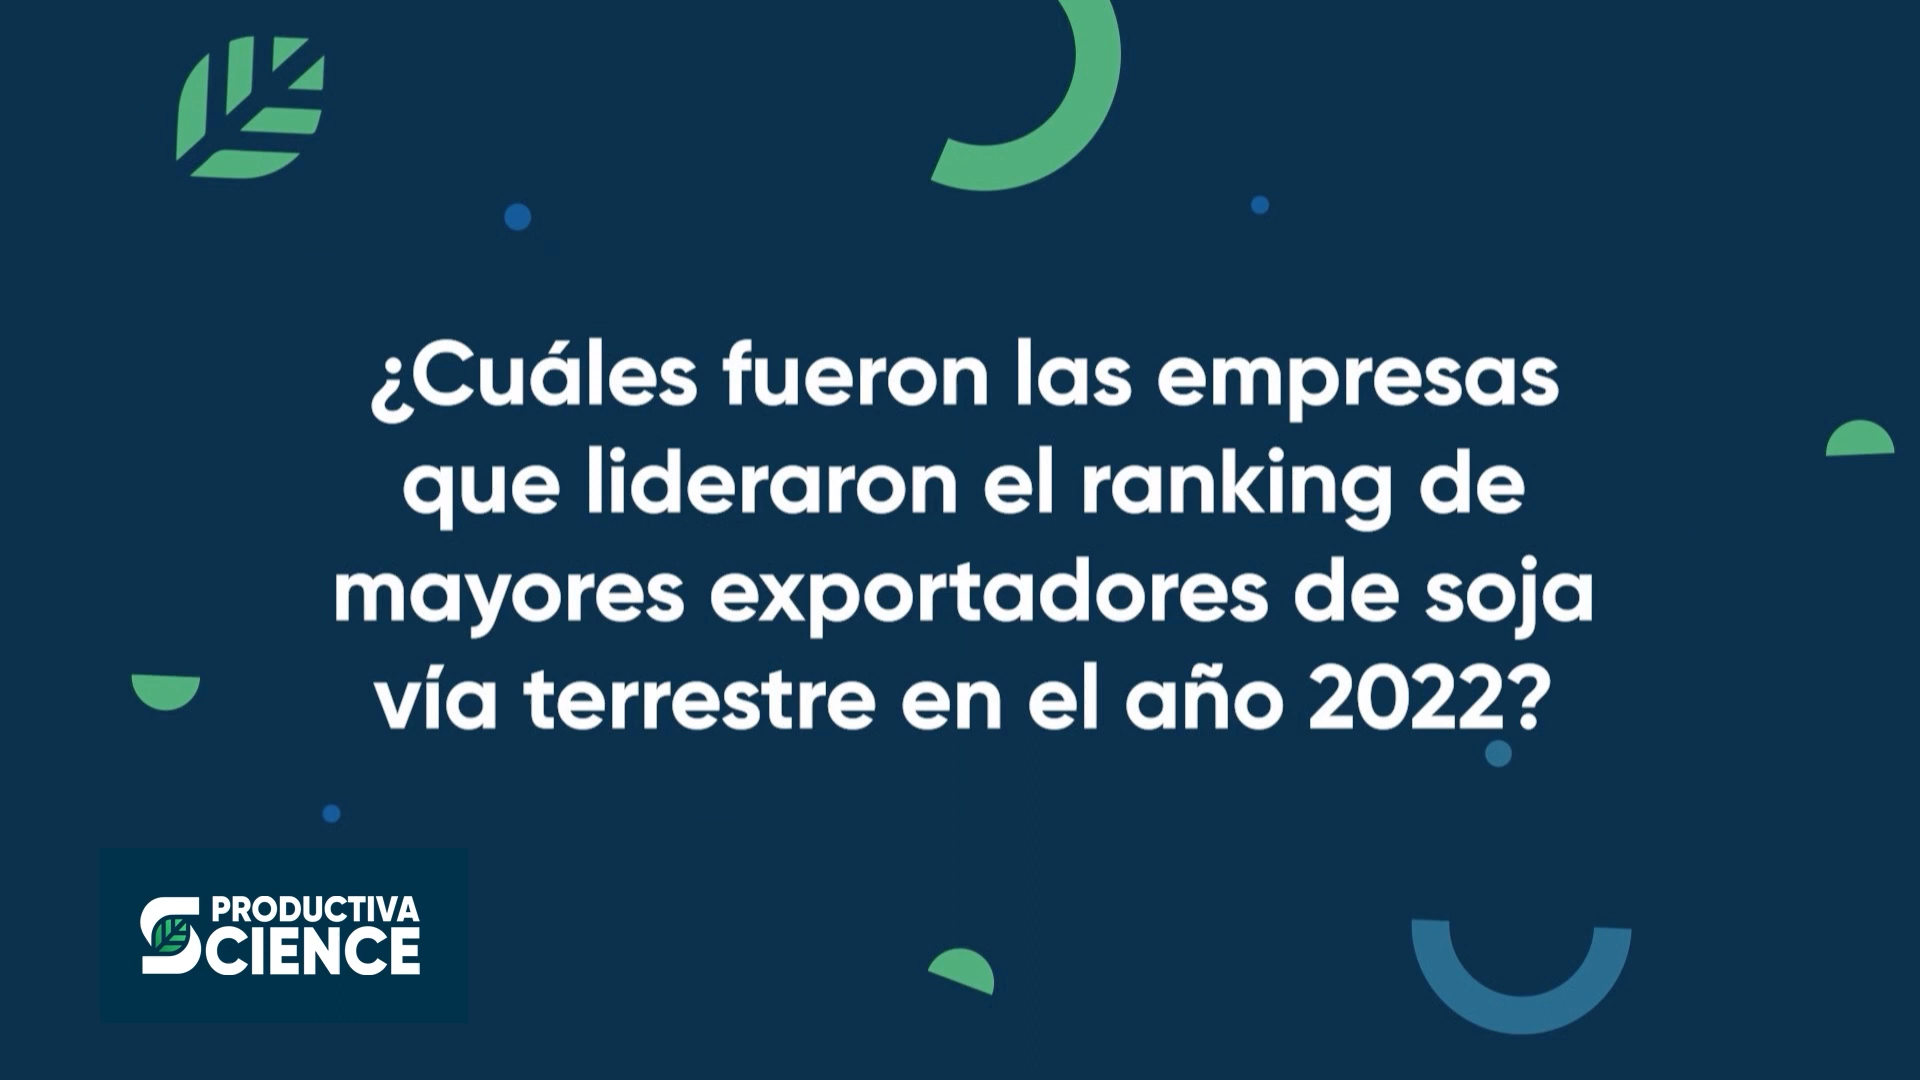 ¿Cuáles fueron las empresas
que lideraron el ranking de
mayores exportadores de soja
vía terrestre en el año 2022?
PRODUCTIVA
SCIENCE